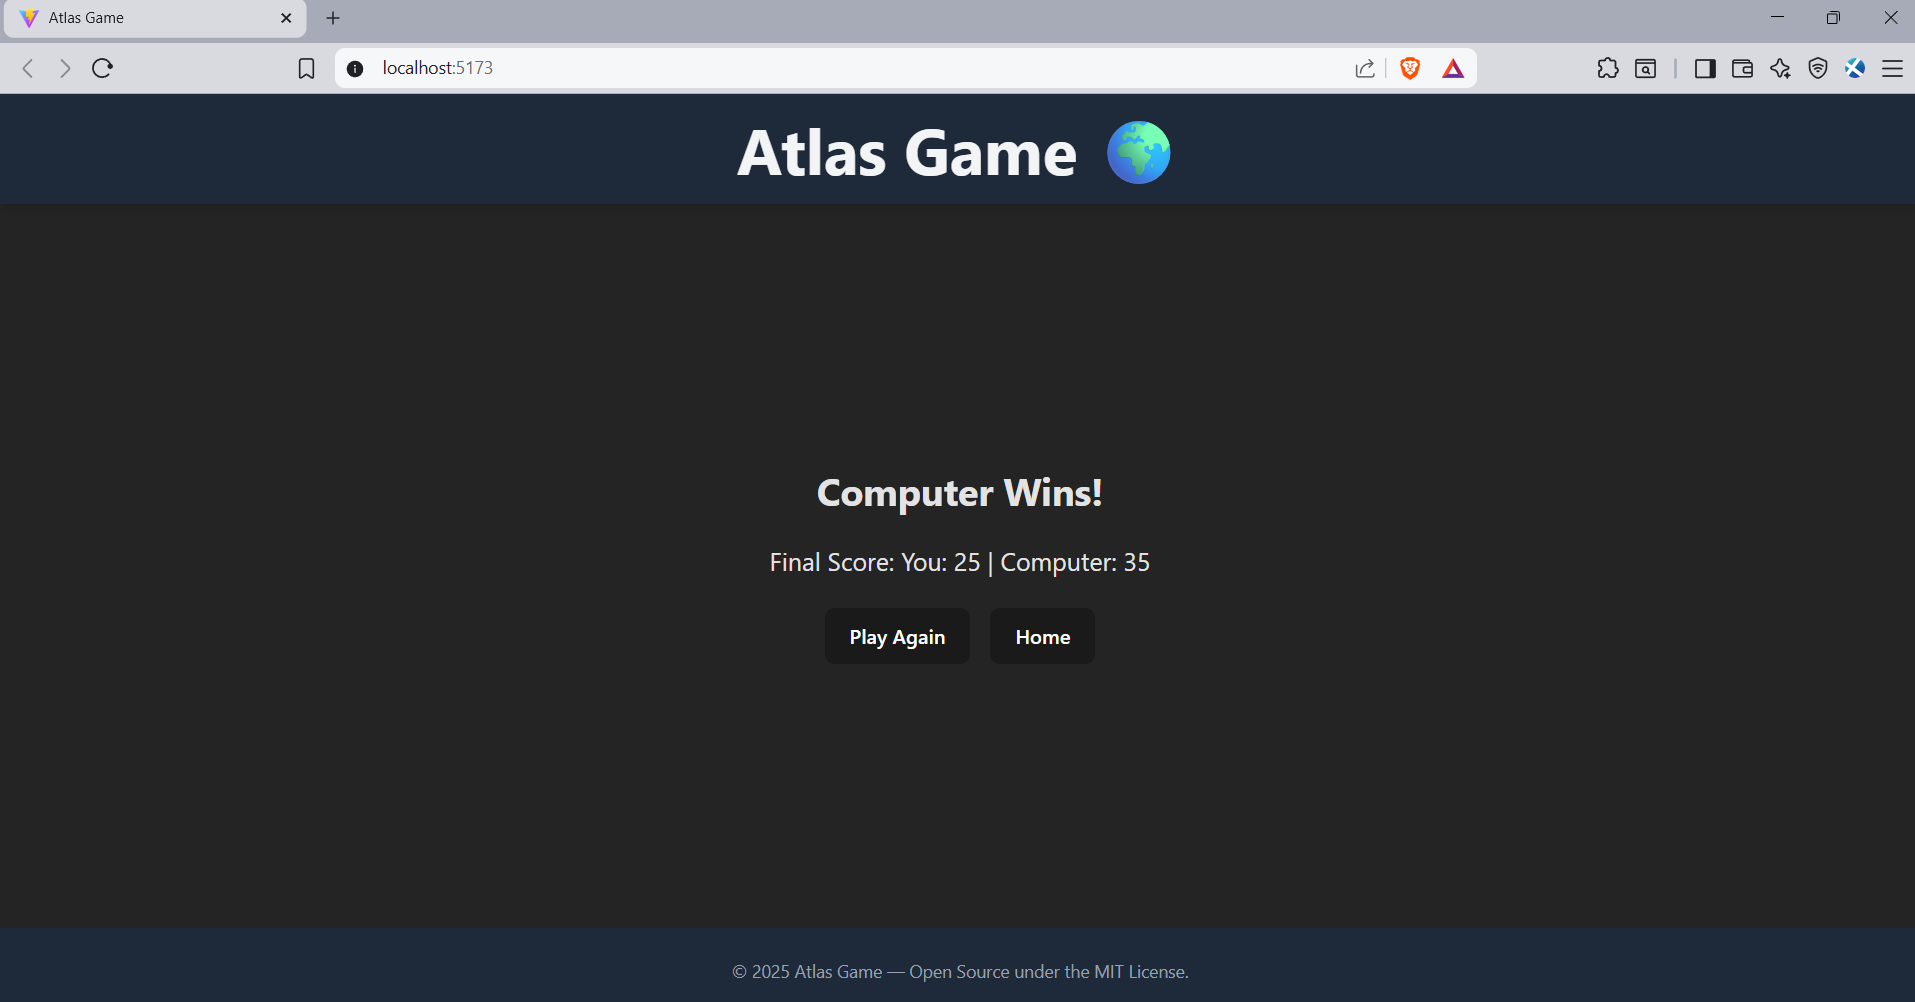 Atlas Game
localhost:5173
Atlas Game
Computer Wins!
Final Score: You: 25 | Computer: 35
Play Again
Home
© 2025 Atlas Game — Open Source under the MIT License.